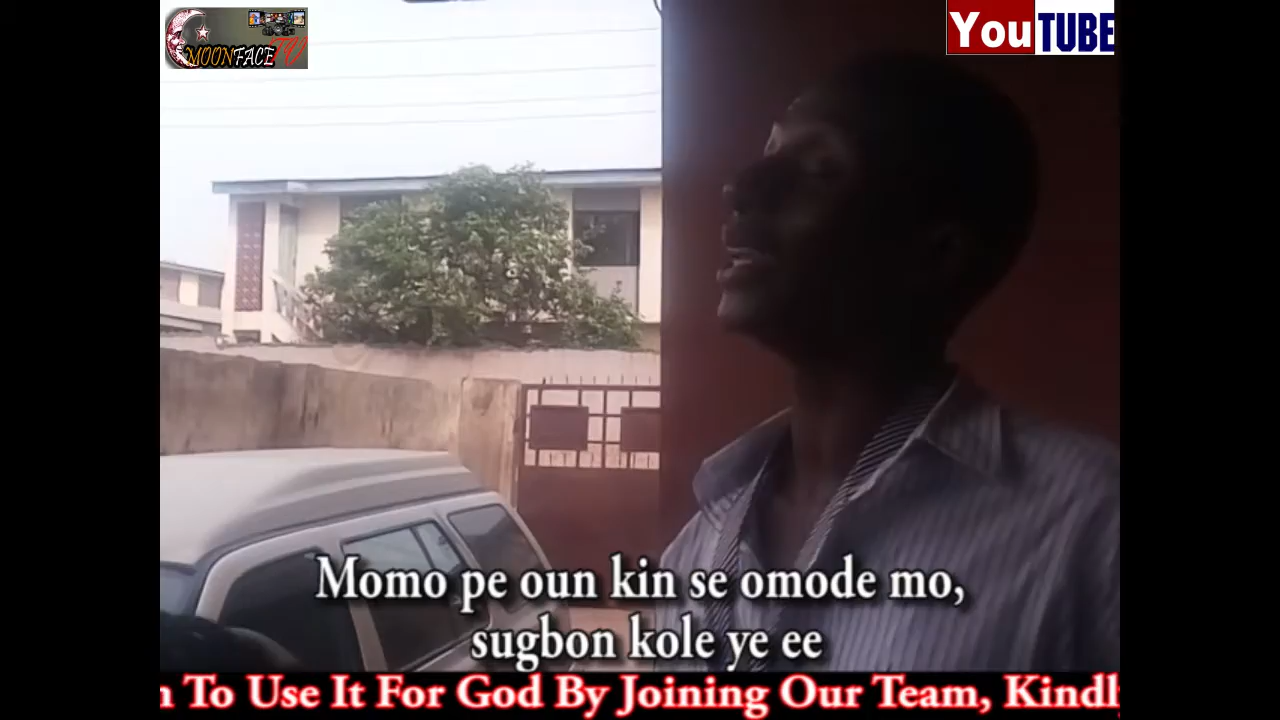 MOONFACE TV
YouTUBE
Momo pe oun kin se omode mo,
sugbon kole ye ee
To Use It For God By Joining Our Team, Kindl